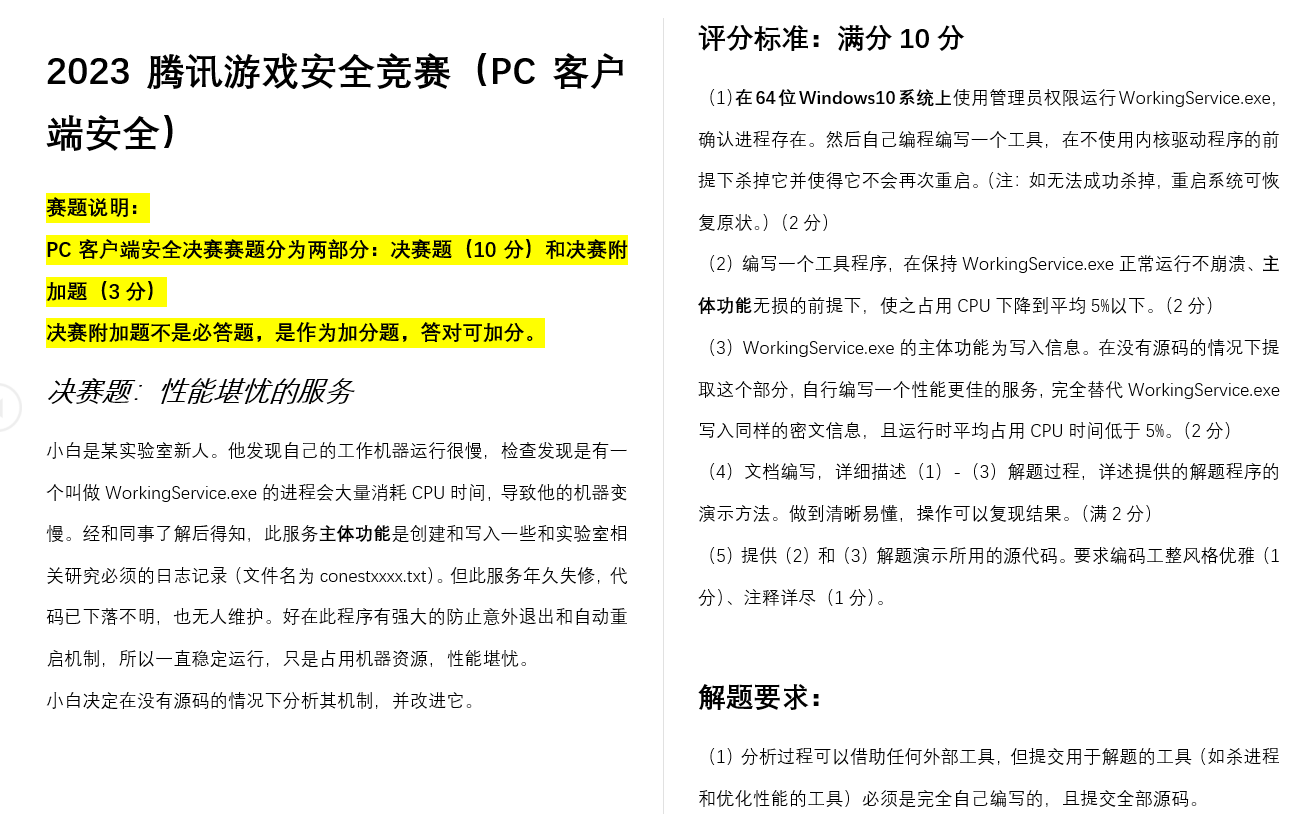 2023 腾讯游戏安全竞赛（PC 客户
端安全）
赛题说明：
PC 客户端安全决赛赛题分为两部分：决赛题（10 分）和决赛附
加题（3 分）
决赛附加题不是必答题，是作为加分题，答对可加分。
决赛题：性能堪忧的服务
小白是某实验室新人。他发现自己的工作机器运行很慢，检查发现是有一
个叫做 WorkingService.exe 的进程会大量消耗 CPU 时间，导致他的机器变
慢。经和同事了解后得知，此服务主体功能是创建和写入一些和实验室相
关研究必须的日志记录（文件名为 conestxxxx.txt）。但此服务年久失修，代
码已下落不明，也无人维护。好在此程序有强大的防止意外退出和自动重
启机制，所以一直稳定运行，只是占用机器资源，性能堪忧。
小白决定在没有源码的情况下分析其机制，并改进它。
评分标准：满分 10 分
（1）在 64 位 Windows10 系统上使用管理员权限运行 WorkingService.exe，
确认进程存在。然后自己编程编写一个工具，在不使用内核驱动程序的前
提下杀掉它并使得它不会再次重启。（注：如无法成功杀掉，重启系统可恢
复原状。）（2 分）
（2）编写一个工具程序，在保持 WorkingService.exe 正常运行不崩溃、主
体功能无损的前提下，使之占用 CPU 下降到平均 5%以下。（2 分）
（3）WorkingService.exe 的主体功能为写入信息。在没有源码的情况下提
取这个部分，自行编写一个性能更佳的服务，完全替代 WorkingService.exe
写入同样的密文信息，且运行时平均占用 CPU 时间低于 5%。（2 分）
（4）文档编写，详细描述（1）-（3）解题过程，详述提供的解题程序的
演示方法。做到清晰易懂，操作可以复现结果。（满 2 分）
（5）提供（2）和（3）解题演示所用的源代码。要求编码工整风格优雅（1
分）、注释详尽（1 分）。
解题要求：
（1）分析过程可以借助任何外部工具，但提交用于解题的工具（如杀进程
和优化性能的工具）必须是完全自己编写的，且提交全部源码。